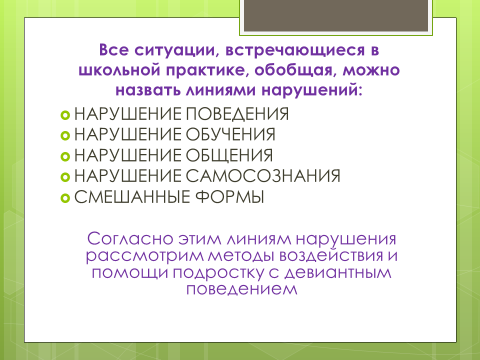 Все ситуации, встречающиеся в
школьной практике, обобщая, можно
назвать линиями нарушений:
НАРУШЕНИЕ ПОВЕДЕНИЯ
НАРУШЕНИЕ ОБУЧЕНИЯ
НАРУШЕНИЕ ОБЩЕНИЯ
НАРУШЕНИЕ САМОСОЗНАНИЯ
СМЕШАННЫЕ ФОРМЫ
Согласно этим линиям нарушения
рассмотрим методы воздействия и
помощи подростку с девиантным
поведением